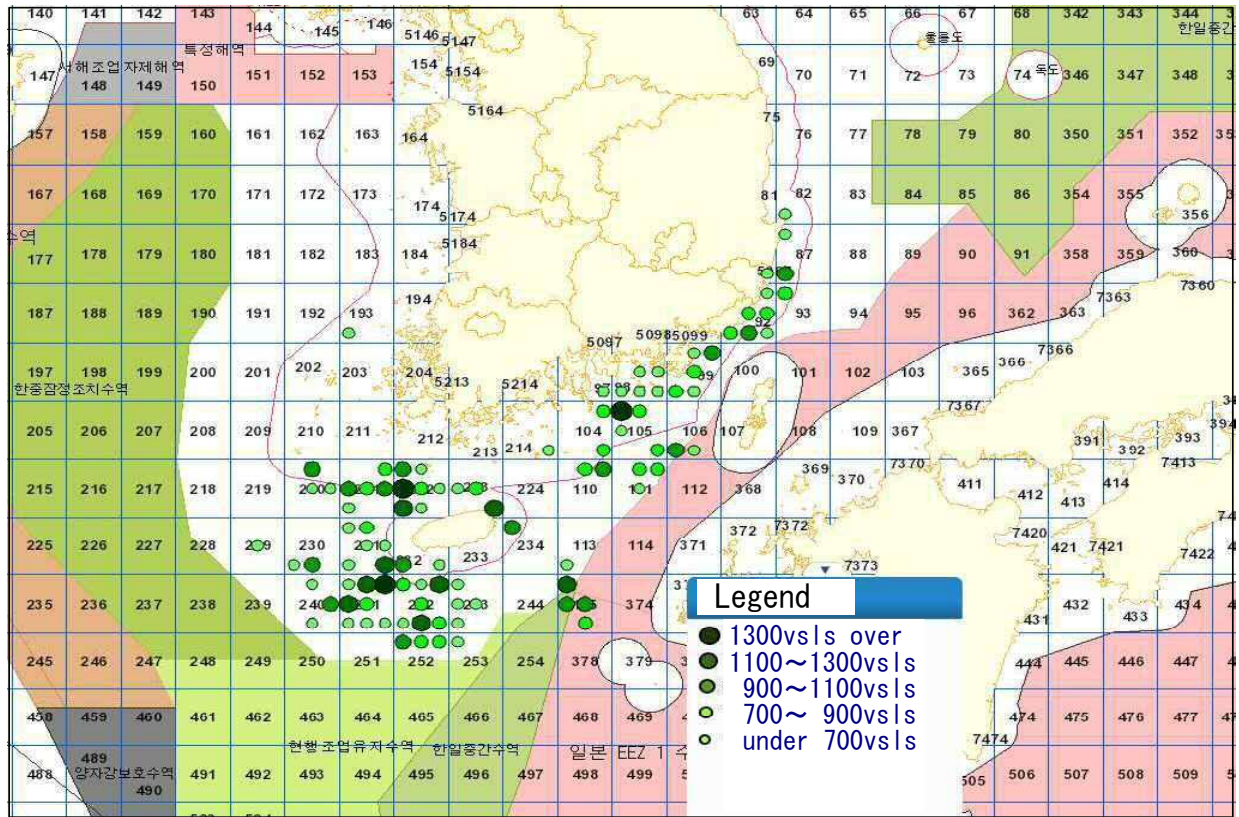 140 141 142 143 144 145 146 5146 5147 63 64 65 66 67 68 342 343 344
특정해역 울릉도 한일중간
서해조업자제해역
147 148 149 150 151 152 153 154 5154 69 70 71 72 73 74 독도 346 347 348
5164 75
157 158 159 160 161 162 163 164 76 77 78 79 80 350 351 352
167 168 169 170 171 172 173 174 5174 81 82 83 84 85 86 354 355 356
수역
177 178 179 180 181 182 183 184 5184 87 88 89 90 91 358 359 360
7360
187 188 189 190 191 192 193 194 92 93 94 95 96 362 363 7363
5097 5098 5099
197 198 199 200 201 202 203 204 5213 5214 100 101 102 103 365 366 7366
한중잠정조치수역
7367
205 206 207 208 209 210 211 212 213 214 104 105 106 107 108 109 367 391 392 393
7370 7413
215 216 217 218 219 224 110 112 368 369 370 411 412 413 414
225 226 227 228 230 233 234 113 114 371 372 7372 7373 7420 421 7421 7422
235 236 237 238 239 244 374 431 432 433 434
245 246 247 248 249 250 251 252 253 254 378 379 444 445 446 447
458 459 460 461 462 463 464 465 466 467 468 469 474 475 476 477
현행조업유지수역 한일중간수역 일본 EEZ 1 수
7474
489
488 양자강보호수역 490 491 492 493 494 495 496 497 498 499 505 506 507 508 509
Legend
1300vsls over
1100~1300vsls
900~1100vsls
700~ 900vsls
under 700vsls